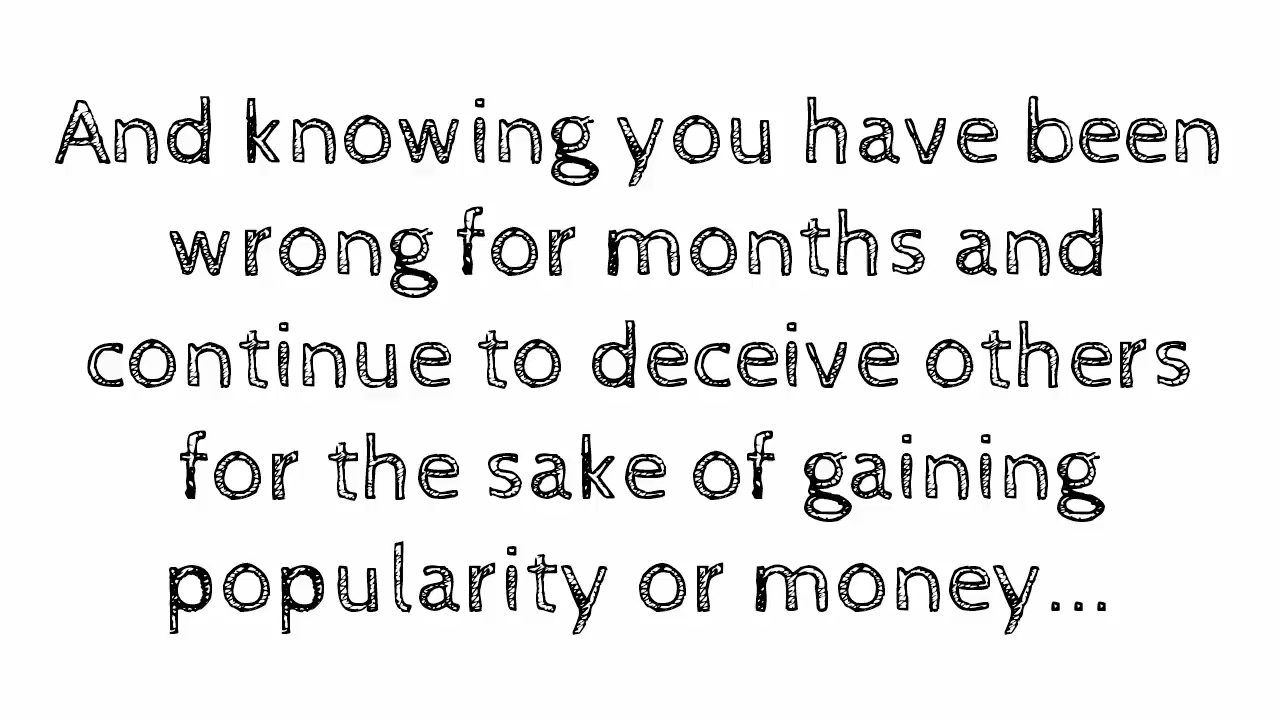 And knowing you have been
wrong for months and
continue to deceive others
for the sake of gaining
popularity or money...